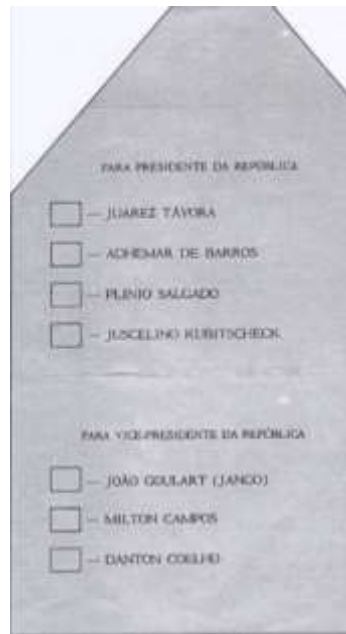 PARA PRESIDENTE DA REPÚBLICA
— JUAREZ TÁVORA
— ADHEMAR DE BARROS
— PLINIO SALGADO
— JUSCELINO KUBITSCHECK
PARA VICE-PRESIDENTE DA REPÚBLICA
— JOÃO GOULART (JANGO)
— MILTON CAMPOS
— DANTON COELHO